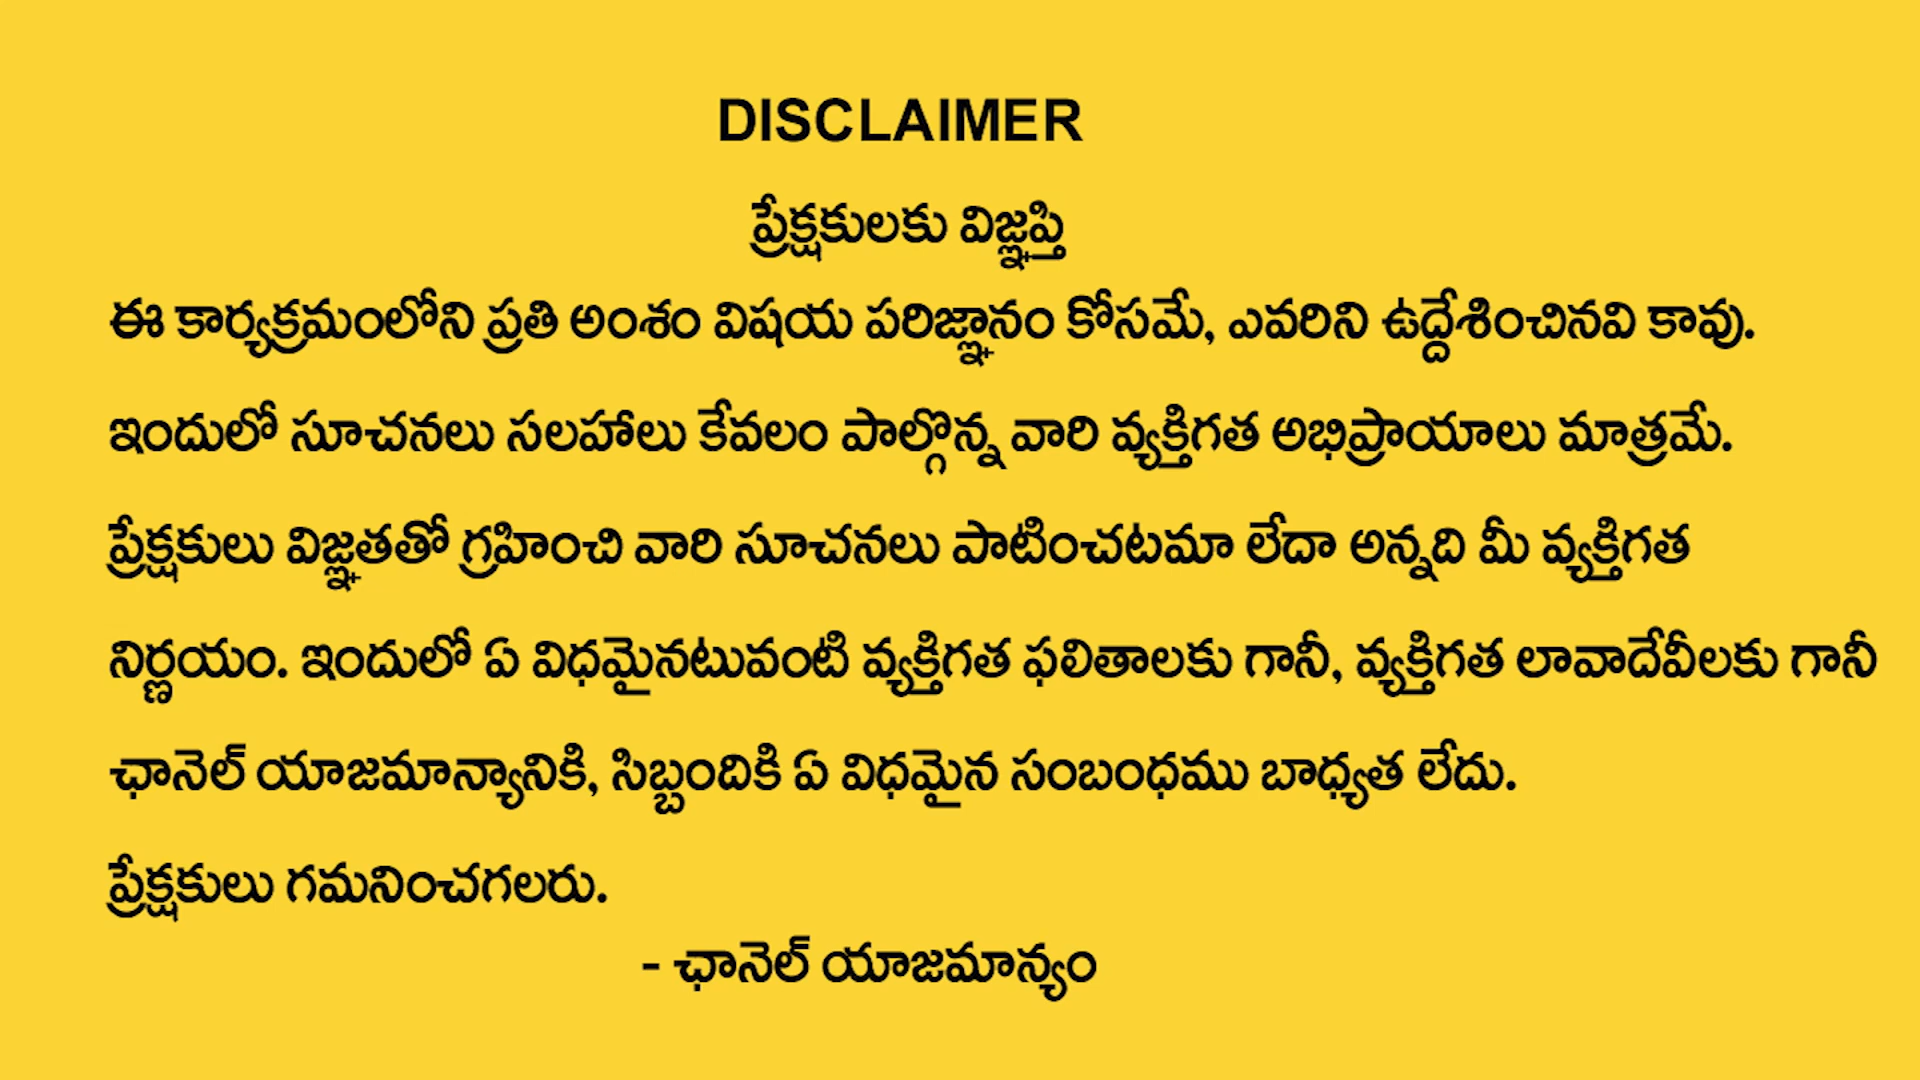 DISCLAIMER
ప్రేక్షకులకు విజ్ఞప్తి
ఈ కార్యక్రమంలోని ప్రతి అంశం విషయ పరిజ్ఞానం కోసమే, ఎవరిని ఉద్దేశించినవి కావు.
ఇందులో సూచనలు సలహాలు కేవలం పాల్గొన్న వారి వ్యక్తిగత అభిప్రాయాలు మాత్రమే.
ప్రేక్షకులు విజ్ఞతతో గ్రహించి వారి సూచనలు పాటించటమా లేదా అన్నది మీ వ్యక్తిగత
నిర్ణయం. ఇందులో ఏ విధమైనటువంటి వ్యక్తిగత ఫలితాలకు గానీ, వ్యక్తిగత లావాదేవీలకు గానీ
ఛానెల్ యాజమాన్యానికి, సిబ్బందికి ఏ విధమైన సంబంధము బాధ్యత లేదు.
ప్రేక్షకులు గమనించగలరు.
- ఛానెల్ యాజమాన్యం